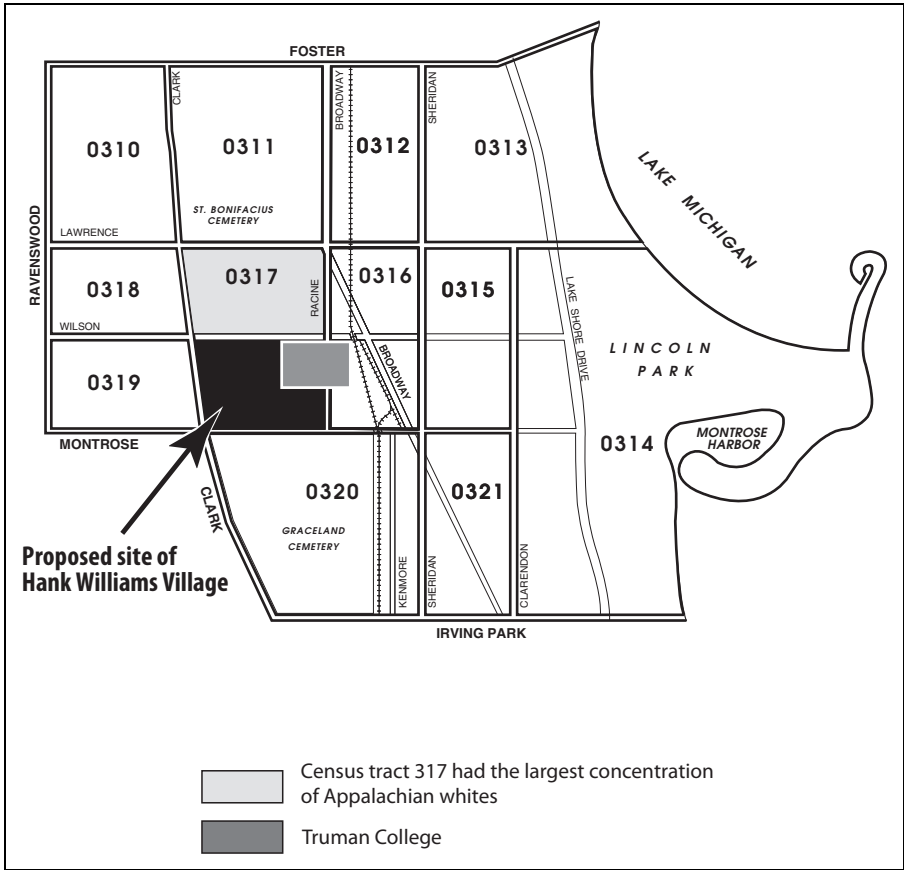 FOSTER
CLARK
BROADWAY
SHERIDAN
0310
0311
0312
0313
LAKE MICHIGAN
ST. BONIFACIUS
CEMETERY
RAVENSWOOD
LAWRENCE
0318
0317
RACINE
0316
0315
LAKE SHORE DRIVE
WILSON
LINCOLN
PARK
0319
BROADWAY
MONTROSE
0314
MONTROSE
HARBOR
CLARK
0320
0321
GRACELAND
CEMETERY
KENMORE
SHERIDAN
CLARENDON
Proposed site of
Hank Williams Village
IRVING PARK
Census tract 317 had the largest concentration
of Appalachian whites
Truman College